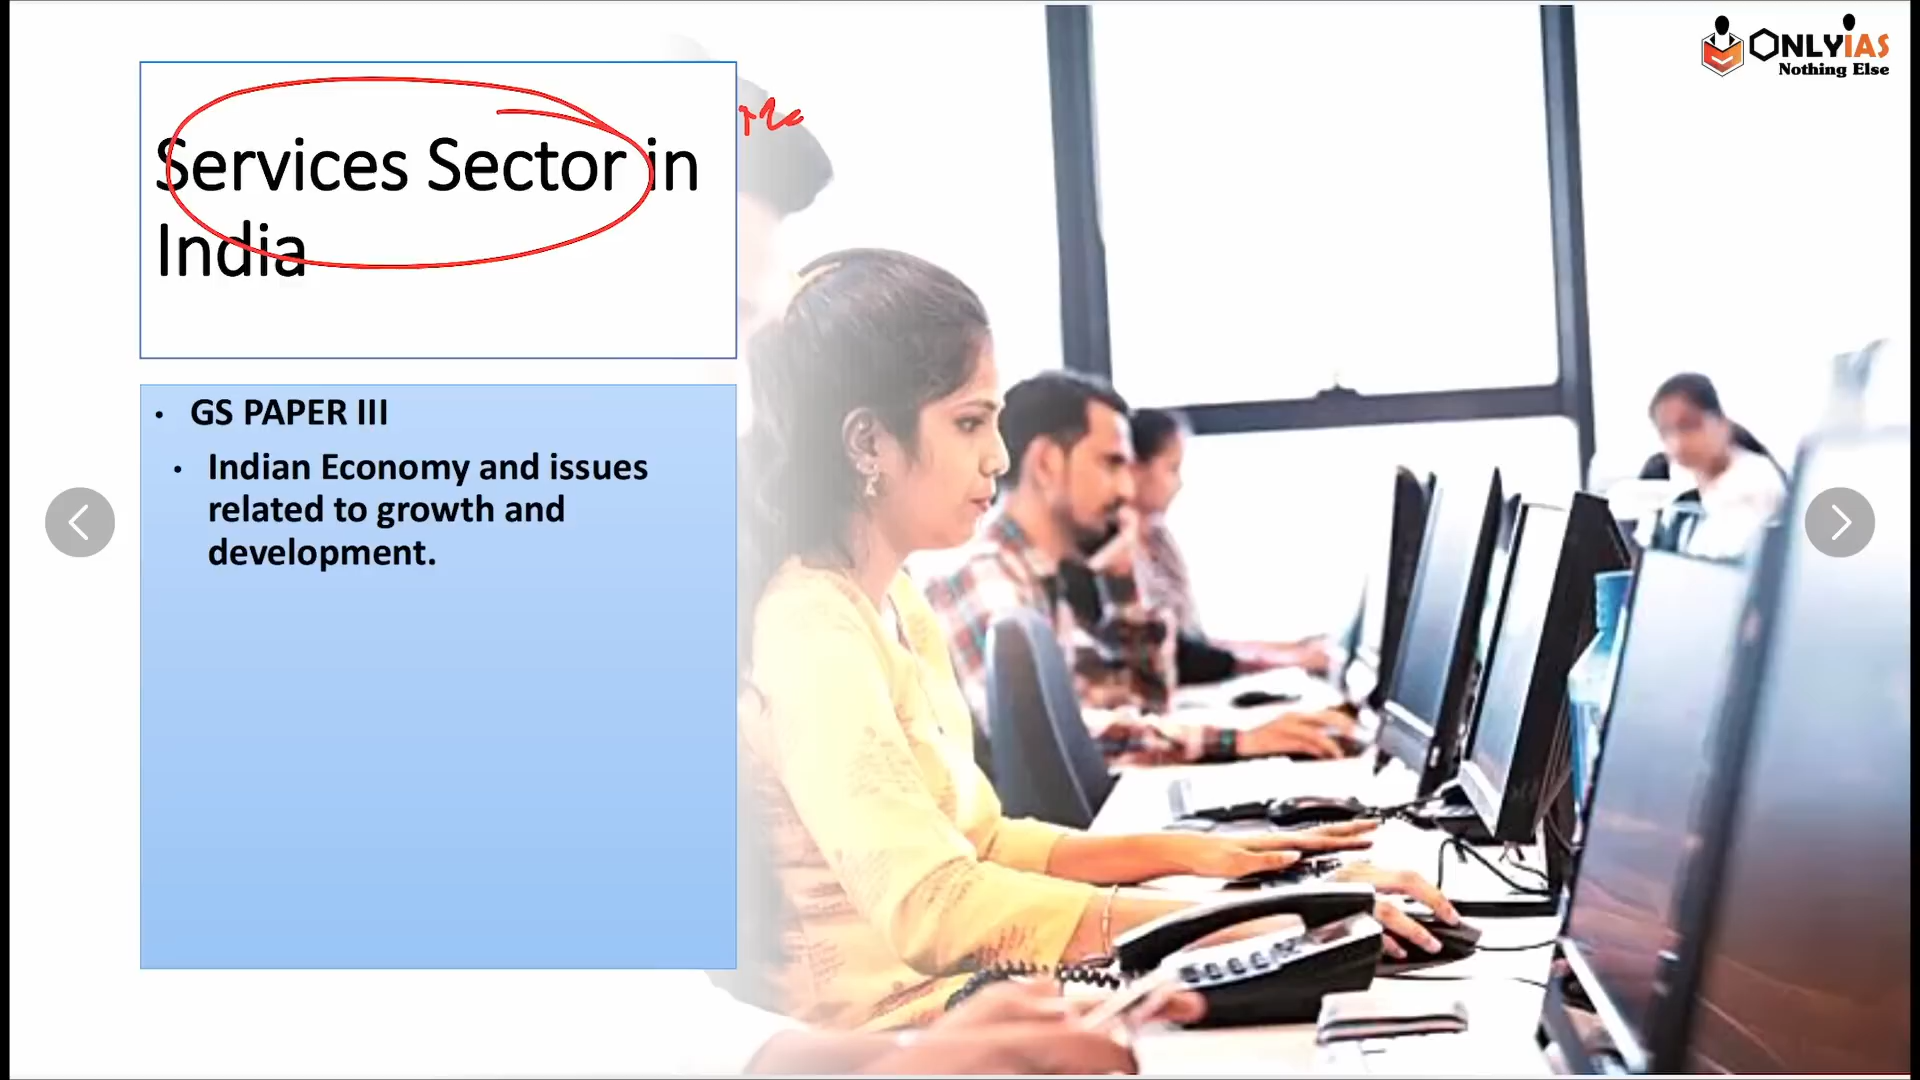 ONLYIAS
Nothing Else
Services Sector in
India
• GS PAPER III
• Indian Economy and issues
related to growth and
development.